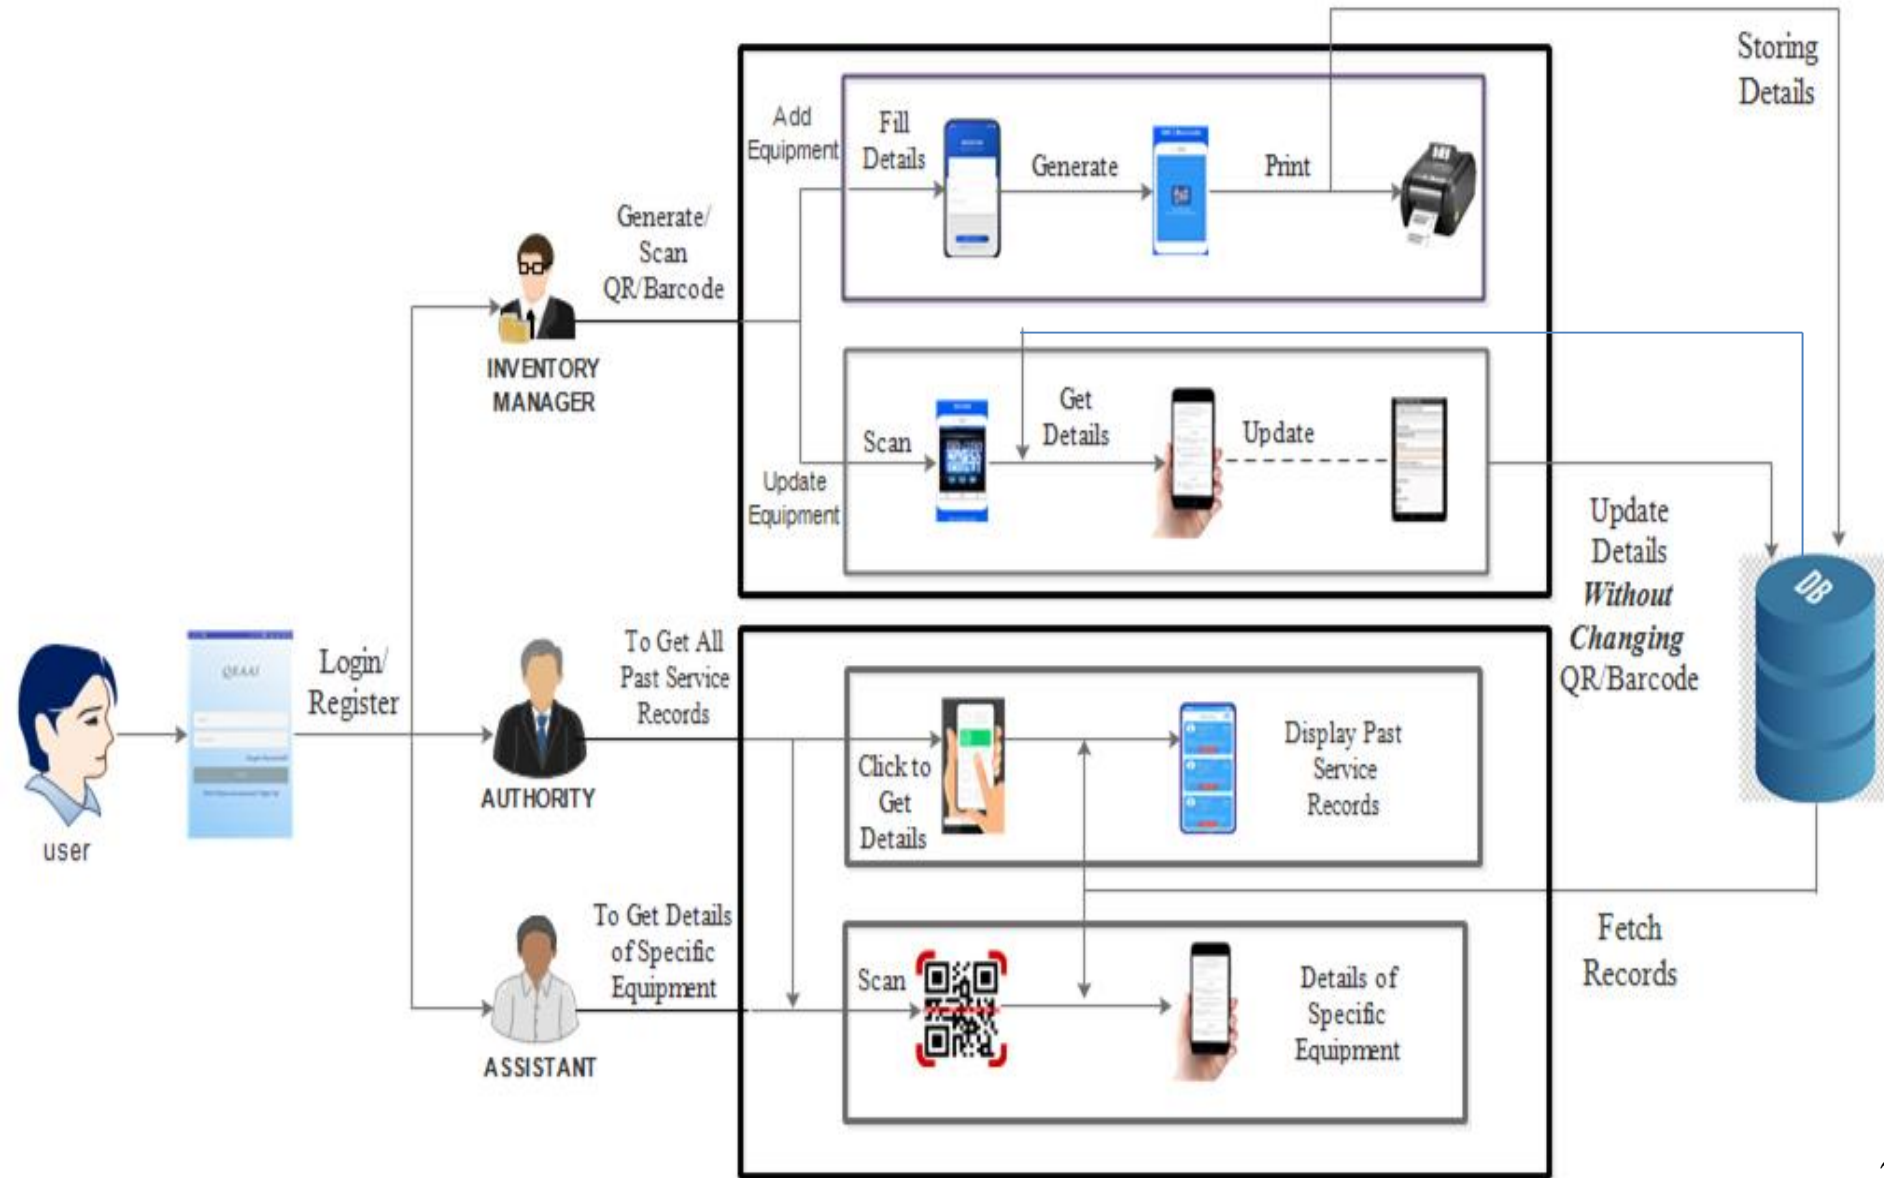 Storing
Details
Add
Equipment
Fill
Details
Generate
Print
Generate/
Scan
QR/Barcode
INVENTORY
MANAGER
Scan
Get
Details
Update
Update
Equipment
Update
Details
Without
Changing
QR/Barcode
DB
user
Login/
Register
To Get All
Past Service
Records
AUTHORITY
Click to
Get
Details
Display Past
Service
Records
Fetch
Records
To Get Details
of Specific
Equipment
ASSISTANT
Scan
Details of
Specific
Equipment